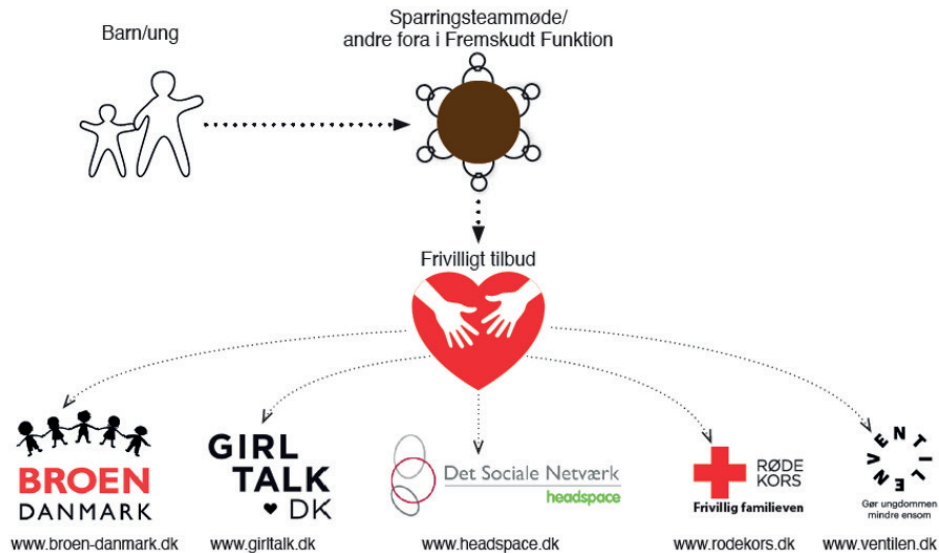 Barn/ung
Sparringsteammøde/
andre fora i Fremskudt Funktion
Frivilligt tilbud
BROEN
DANMARK
www.broen-danmark.dk
GIRL
TALK
DK
www.girltalk.dk
Det Sociale Netværk
headspace
www.headspace.dk
RØDE
KORS
Frivillig familieven
www.rodekors.dk
VENTILEN
Gør ungdommen
mindre ensom
www.ventilen.dk